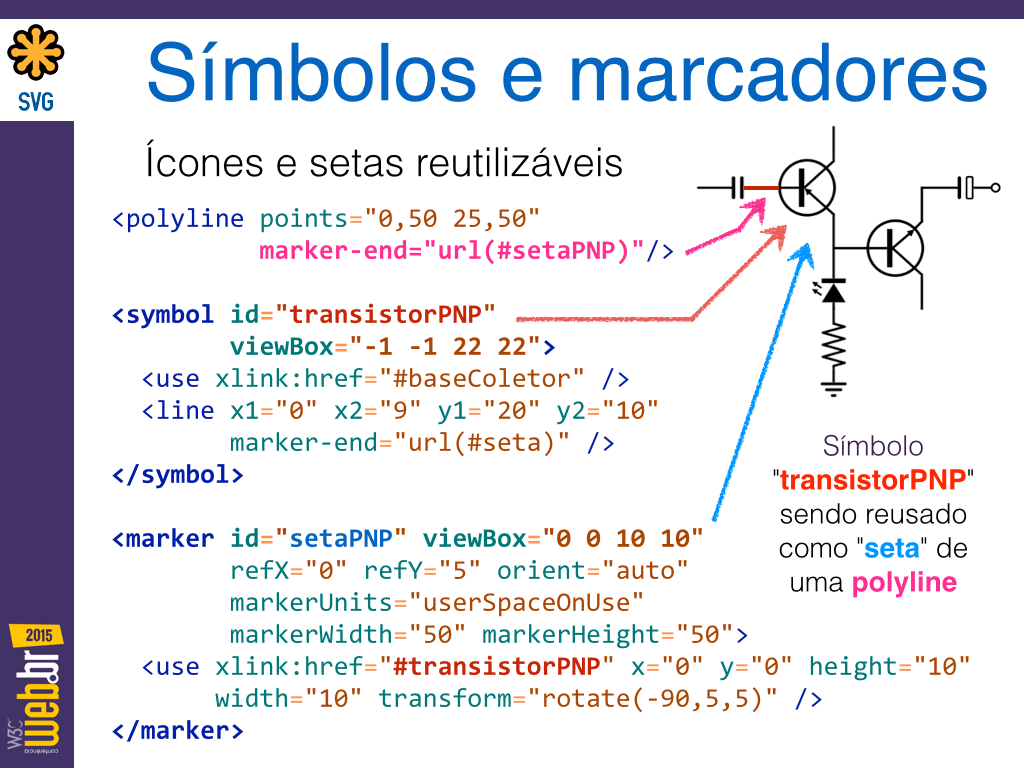 SVG
Símbolos e marcadores
Ícones e setas reutilizáveis
<polyline points="0,50 25,50"
marker-end="url(#setaPNP)"/>
<symbol id="transistorPNP"
viewBox="-1 -1 22 22">
<use xlink:href="#baseColetor" />
<line x1="0" x2="9" y1="20" y2="10"
marker-end="url(#seta)" />
</symbol>
<marker id="setaPNP" viewBox="0 0 10 10"
refX="0" refY="5" orient="auto"
markerUnits="userSpaceOnUse"
markerWidth="50" markerHeight="50">
<use xlink:href="#transistorPNP" x="0" y="0" height="10"
width="10" transform="rotate(-90,5,5)" />
</marker>
Símbolo
"transistorPNP"
sendo reusado
como "seta" de
uma polyline
2015
W3C
web.br
conferência